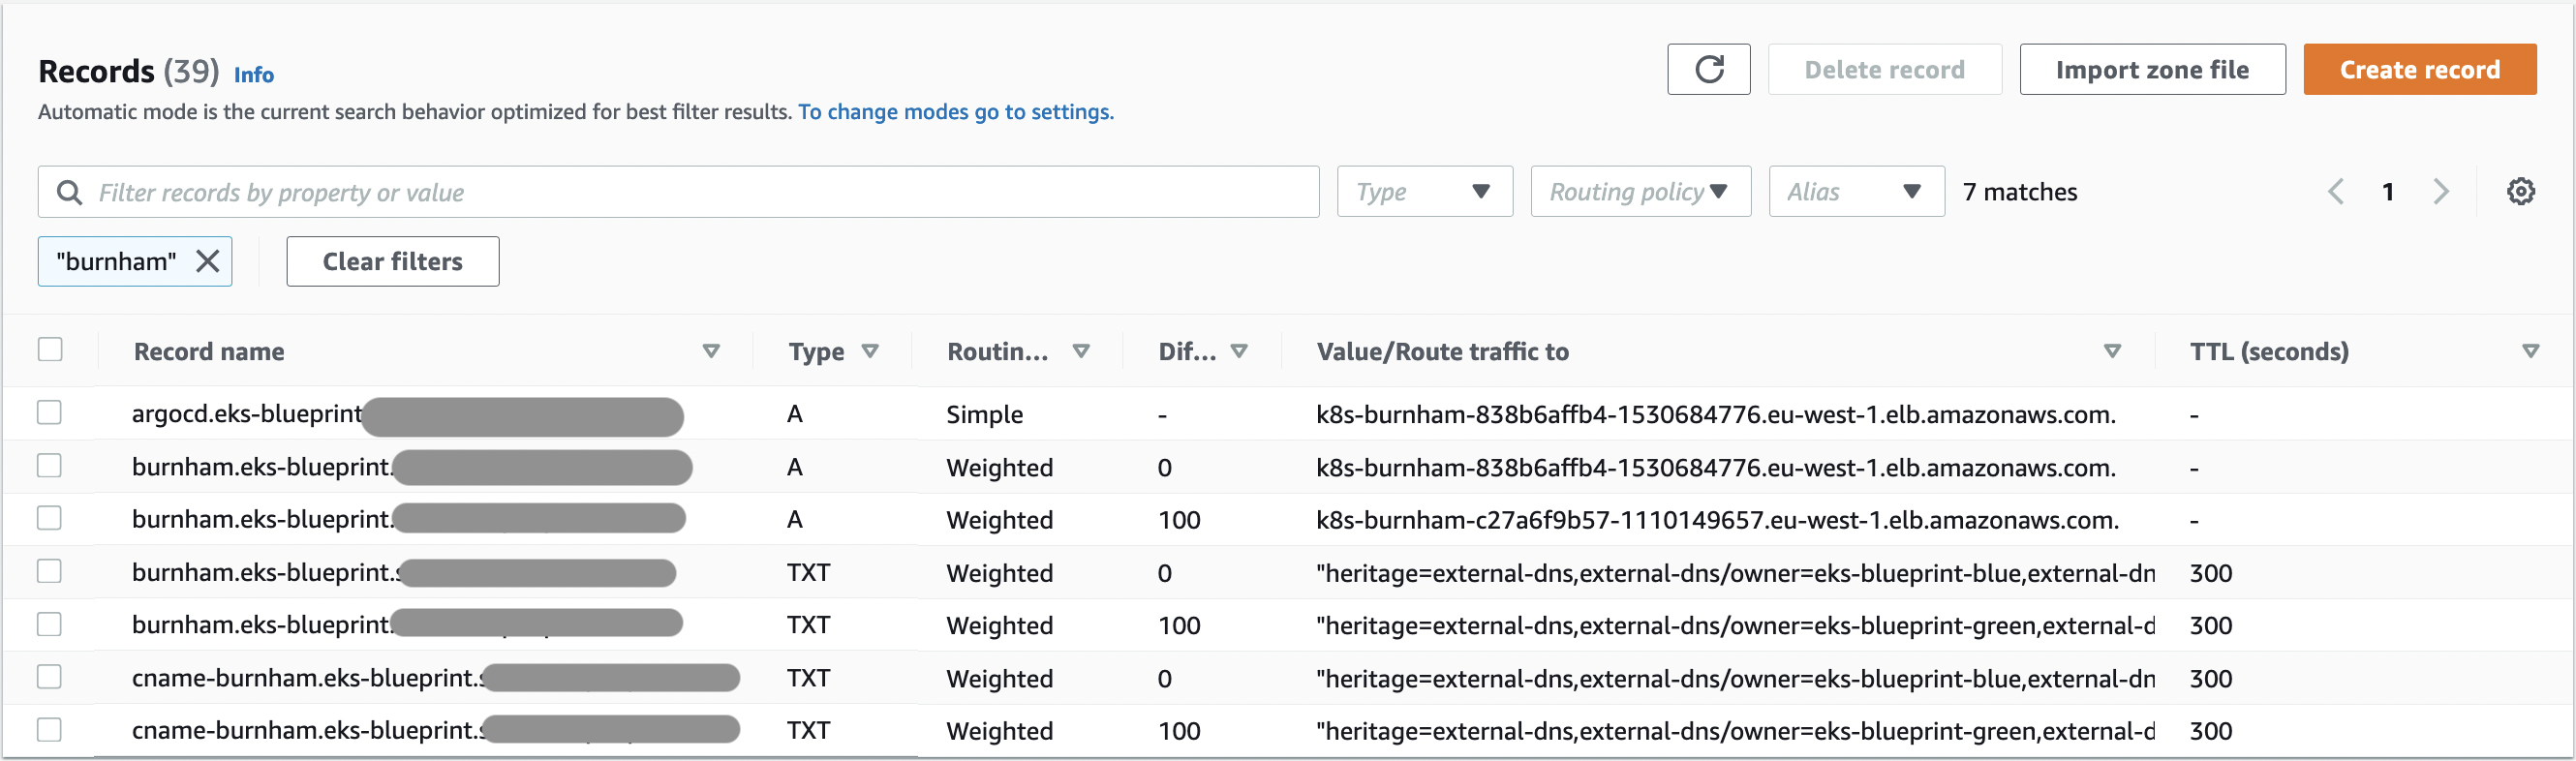 Records (39) Info
Delete record
Import zone file
Create record
Automatic mode is the current search behavior optimized for best filter results. To change modes go to settings.
Filter records by property or value
Type
Routing policy
Alias
7 matches
1
"burnham"
Clear filters
Record name Type Routin... Dif... Value/Route traffic to TTL (seconds)
argocd.eks-blueprint A Simple - k8s-burnham-838b6affb4-1530684776.eu-west-1.elb.amazonaws.com. -
burnham.eks-blueprint. A Weighted 0 k8s-burnham-838b6affb4-1530684776.eu-west-1.elb.amazonaws.com. -
burnham.eks-blueprint. A Weighted 100 k8s-burnham-c27a6f9b57-1110149657.eu-west-1.elb.amazonaws.com. -
burnham.eks-blueprint. TXT Weighted 0 "heritage=external-dns,external-dns/owner=eks-blueprint-blue,external-dn 300
burnham.eks-blueprint. TXT Weighted 100 "heritage=external-dns,external-dns/owner=eks-blueprint-green,external-d 300
cname-burnham.eks-blueprint. TXT Weighted 0 "heritage=external-dns,external-dns/owner=eks-blueprint-blue,external-dn 300
cname-burnham.eks-blueprint. TXT Weighted 100 "heritage=external-dns,external-dns/owner=eks-blueprint-green,external-d 300